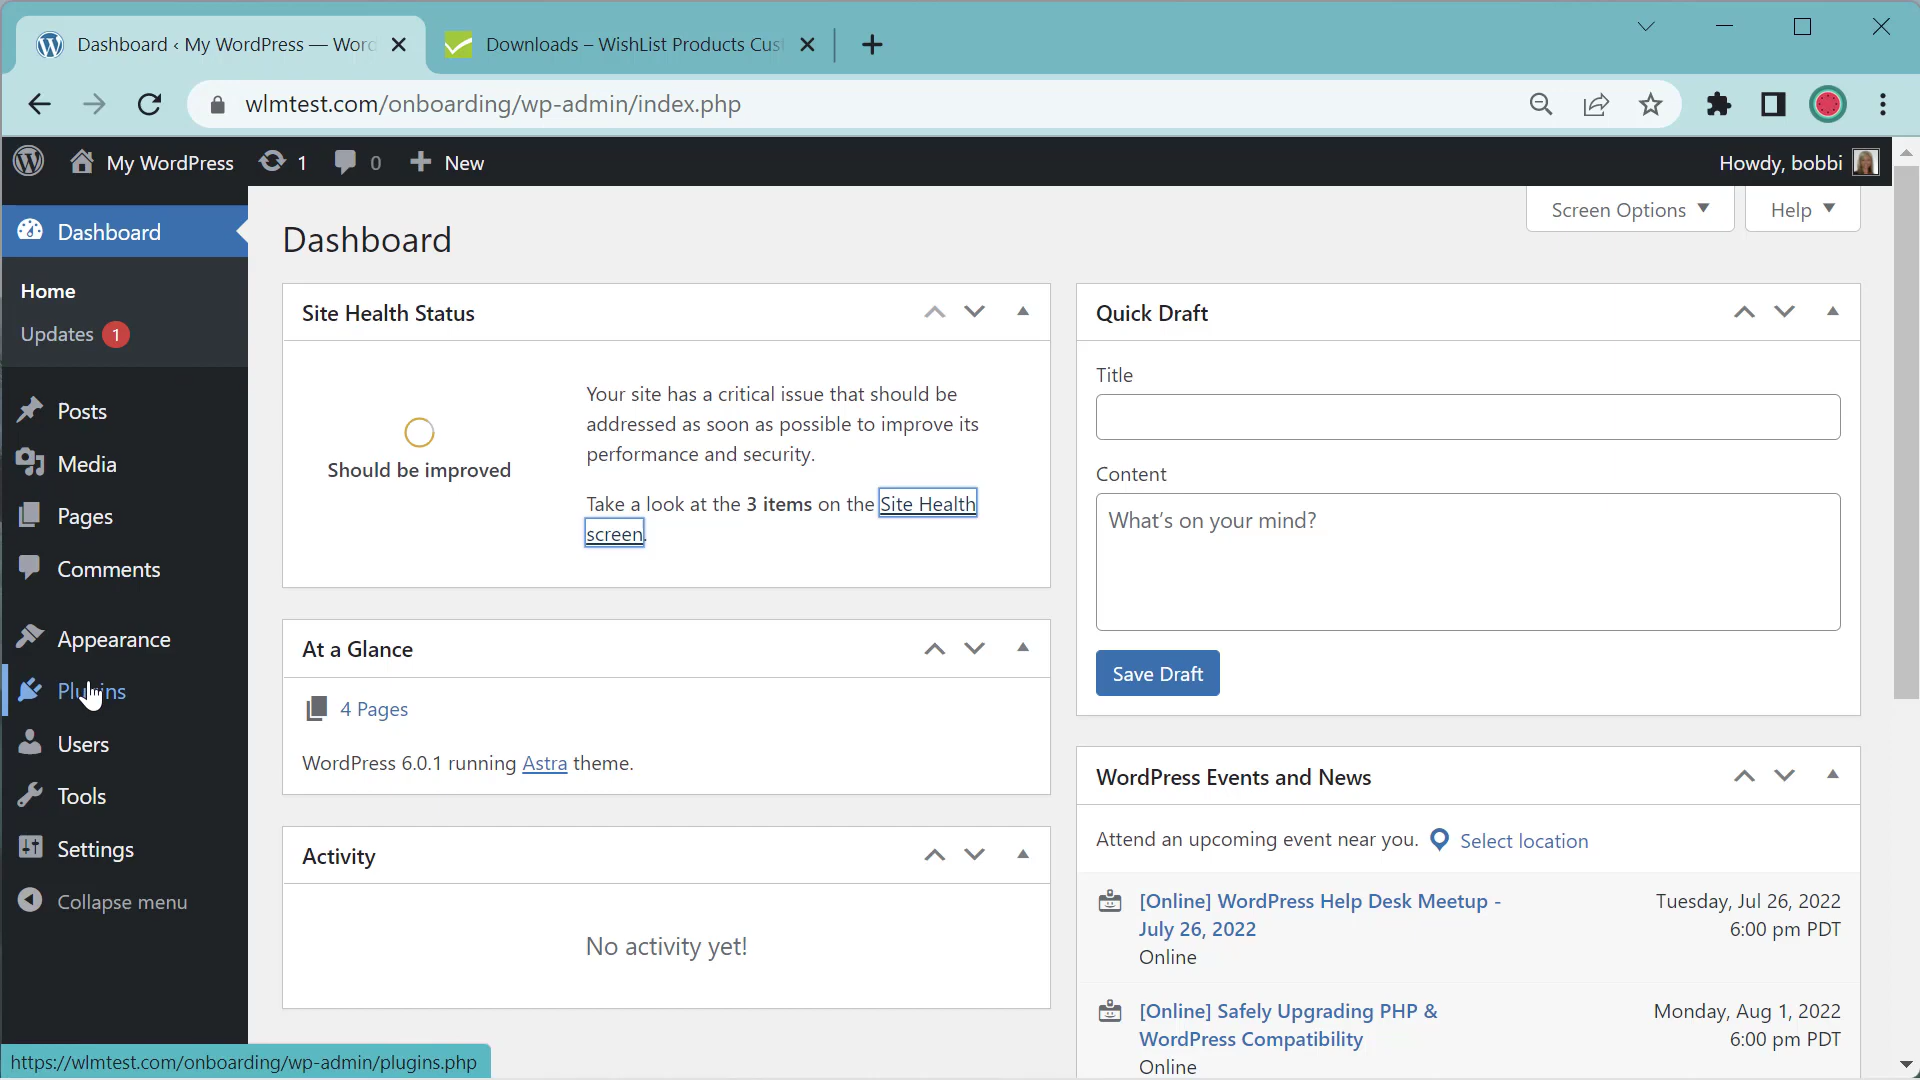 Dashboard ‹ My WordPress — Word
Downloads – WishList Products Cus
wlmtest.com/onboarding/wp-admin/index.php
My WordPress
1
0
New
Howdy, bobbi
Screen Options
Help
Dashboard
Home
Updates 1
Posts
Media
Pages
Comments
Appearance
Plugins
Users
Tools
Settings
Collapse menu
Dashboard
Site Health Status
Should be improved
Your site has a critical issue that should be
addressed as soon as possible to improve its
performance and security.
Take a look at the 3 items on the Site Health
screen.
At a Glance
4 Pages
WordPress 6.0.1 running Astra theme.
Activity
No activity yet!
Quick Draft
Title
Content
What's on your mind?
Save Draft
WordPress Events and News
Attend an upcoming event near you. Select location
[Online] WordPress Help Desk Meetup -
July 26, 2022
Online
Tuesday, Jul 26, 2022
6:00 pm PDT
[Online] Safely Upgrading PHP &
WordPress Compatibility
Online
Monday, Aug 1, 2022
6:00 pm PDT
https://wlmtest.com/onboarding/wp-admin/plugins.php